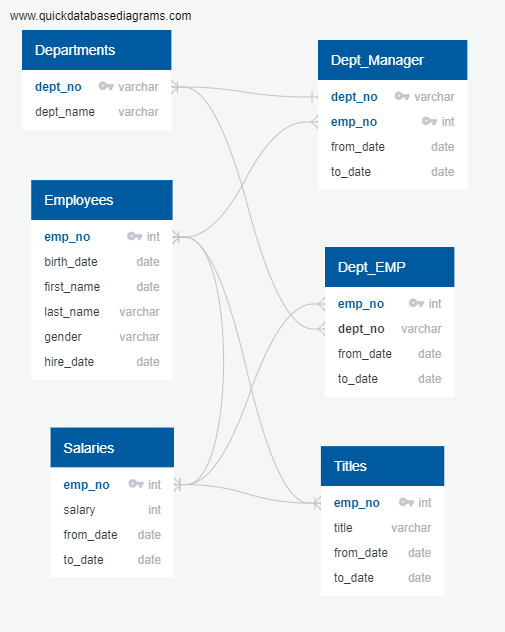 www.quickdatabasediagrams.com
Departments
dept_no varchar
dept_name varchar
Dept_Manager
dept_no varchar
emp_no int
from_date date
to_date date
Employees
emp_no int
birth_date date
first_name date
last_name varchar
gender varchar
hire_date date
Dept_EMP
emp_no int
dept_no varchar
from_date date
to_date date
Salaries
emp_no int
salary int
from_date date
to_date date
Titles
emp_no int
title varchar
from_date date
to_date date